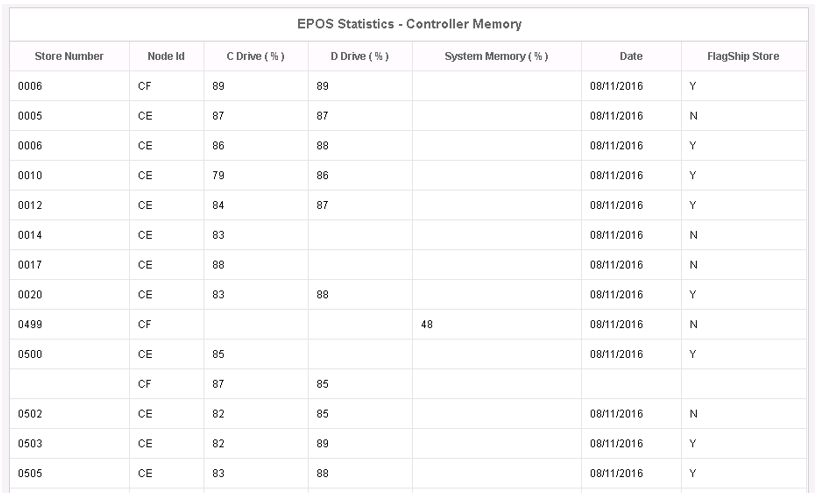 EPOS Statistics - Controller Memory
Store Number Node Id C Drive ( % ) D Drive ( % ) System Memory ( % ) Date FlagShip Store
0006 CF 89 89 08/11/2016 Y
0005 CE 87 87 08/11/2016 N
0006 CE 86 88 08/11/2016 Y
0010 CE 79 86 08/11/2016 Y
0012 CE 84 87 08/11/2016 Y
0014 CE 83 08/11/2016 N
0017 CE 88 08/11/2016 N
0020 CE 83 88 08/11/2016 Y
0499 CF 48 08/11/2016 N
0500 CE 85 08/11/2016 Y
CF 87 85
0502 CE 82 85 08/11/2016 N
0503 CE 82 89 08/11/2016 Y
0505 CE 83 88 08/11/2016 Y